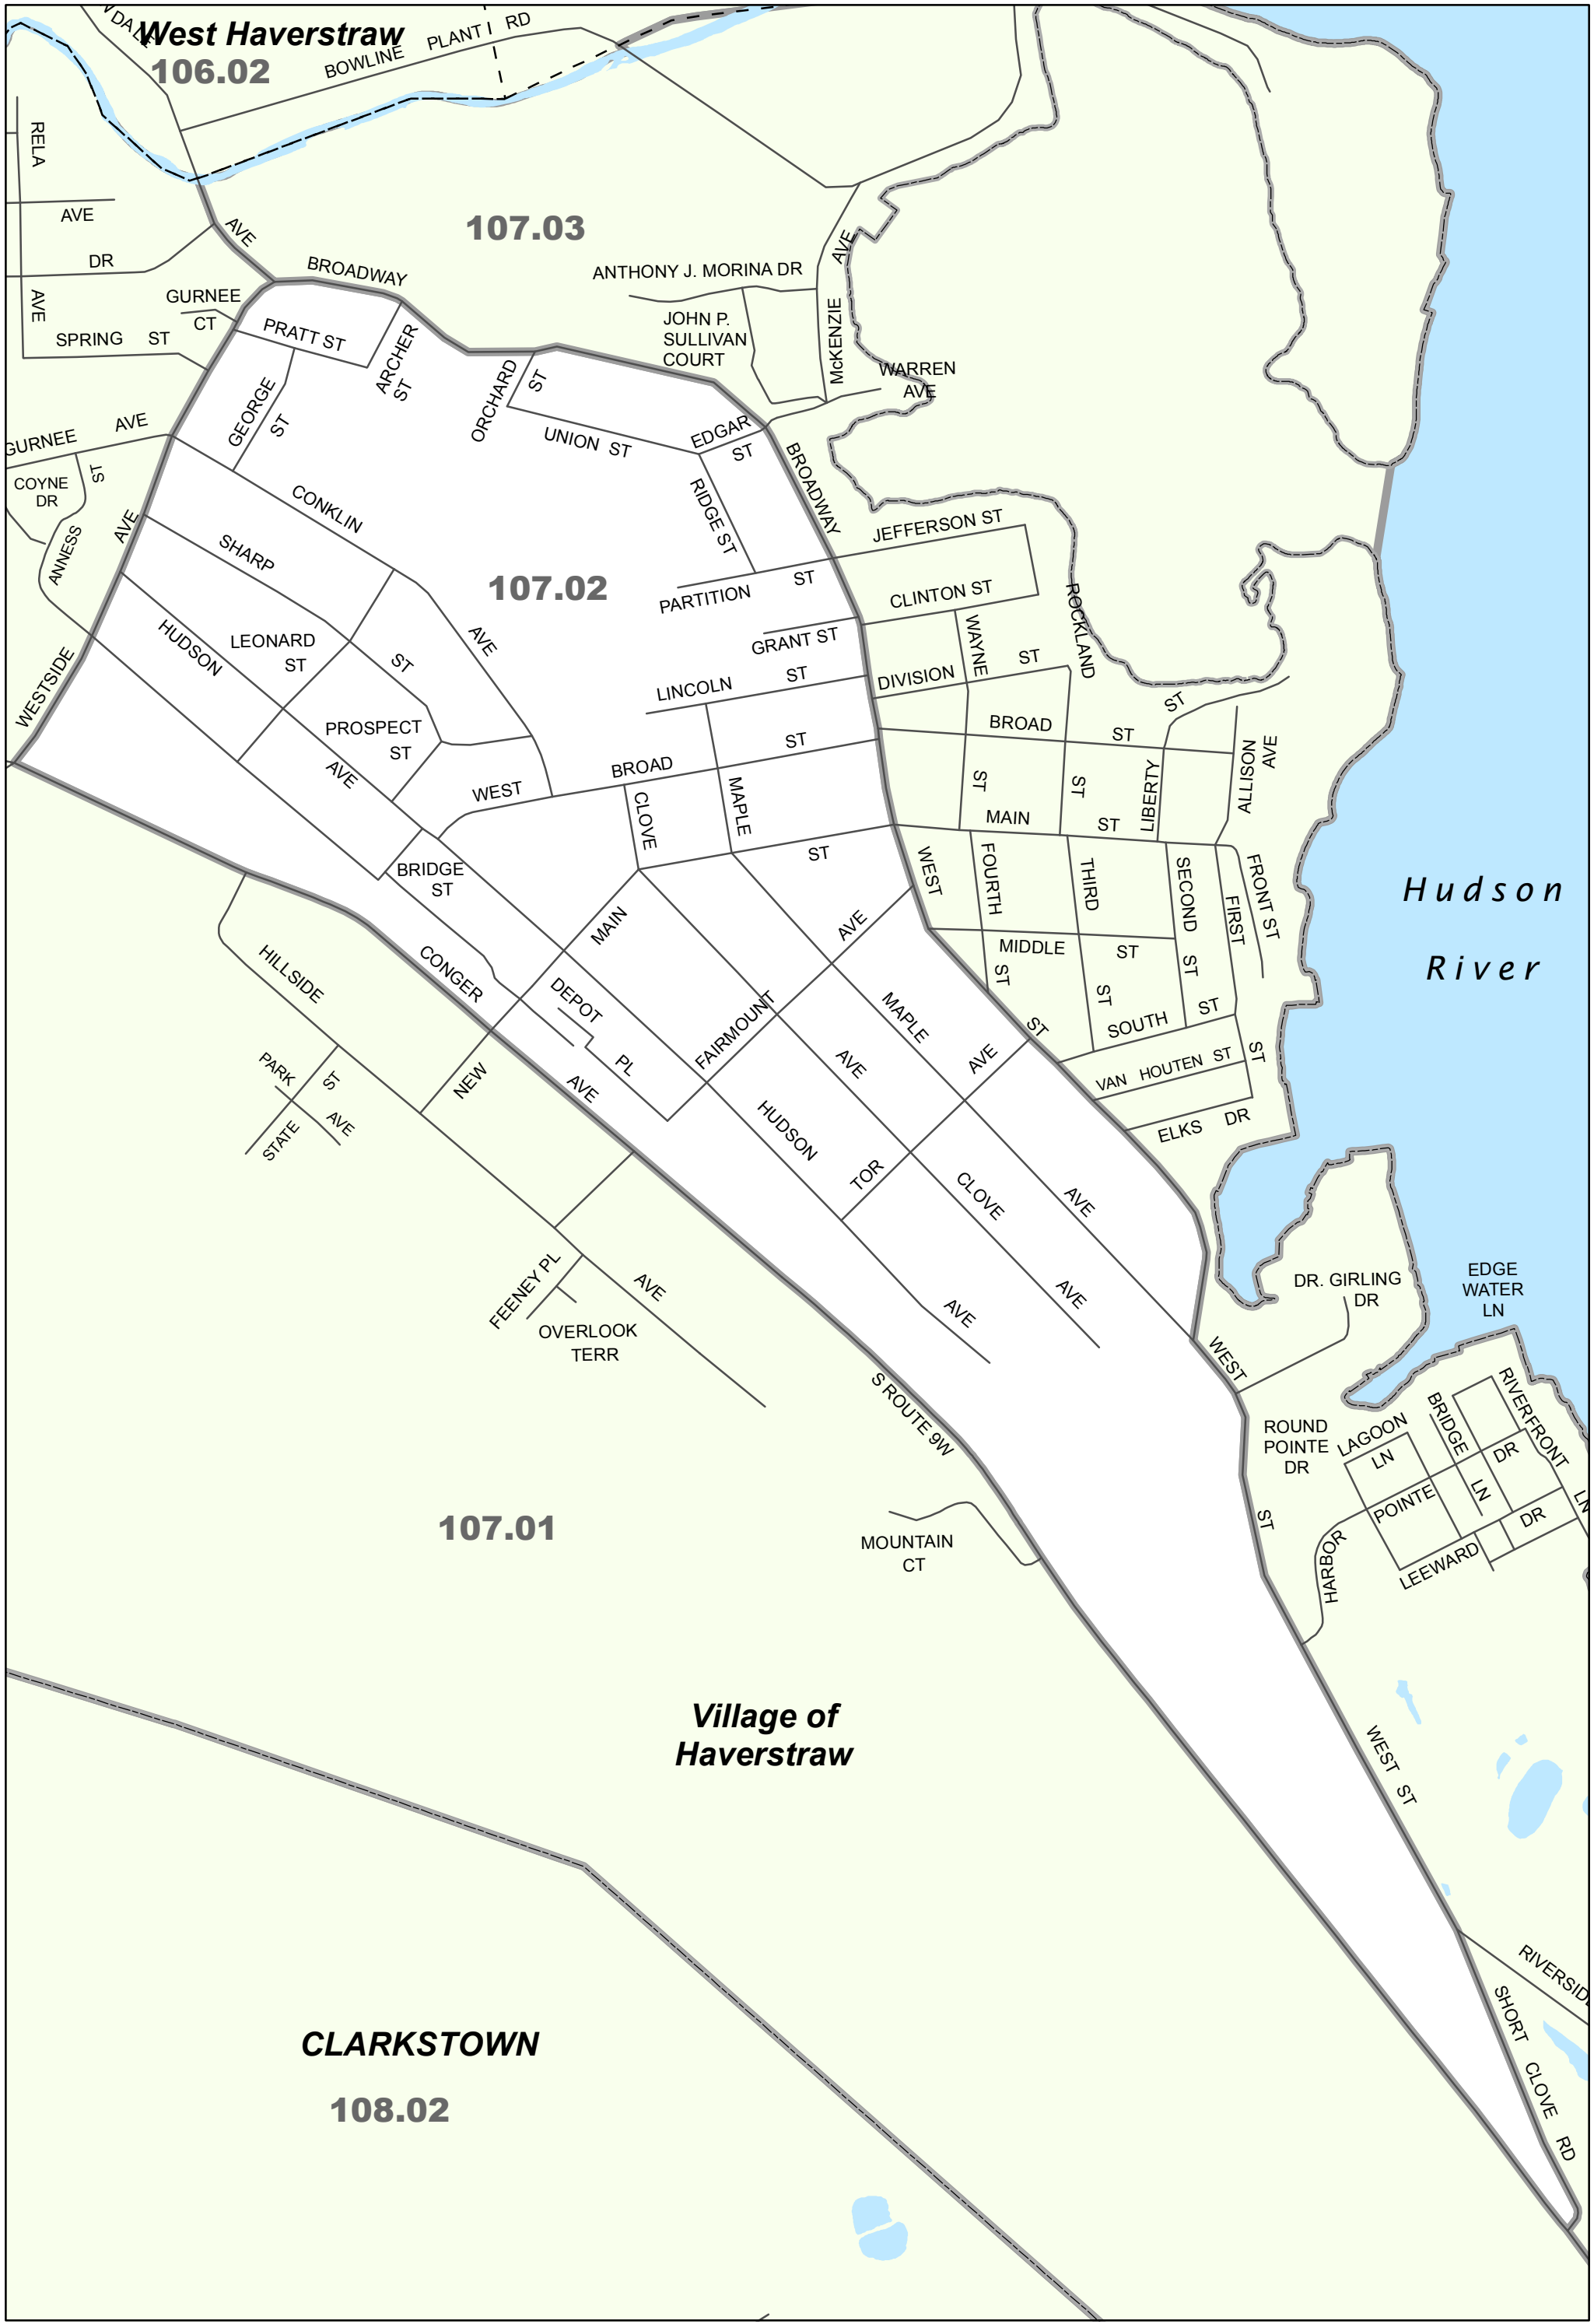 West Haverstraw
106.02
BOWLINE PLANT RD
RELA
AVE
AVE
DR
AVE
107.03
BROADWAY
ANTHONY J. MORINA DR
AVE
GURNEE
CT
AVE
SPRING ST
PRATT ST
ARCHER
ST
JOHN P.
SULLIVAN
COURT
McKENZIE
WARREN
AVE
GEORGE
ST
ORCHARD
ST
UNION ST
EDGAR
ST
BROADWAY
GURNEE AVE
COYNE
DR
ANNESS
ST
AVE
CONKLIN
SHARP
RIDGE ST
JEFFERSON ST
107.02
PARTITION
ST
CLINTON ST
ROCKLAND
HUDSON
LEONARD
ST
ST
AVE
GRANT ST
WAYNE
WESTSIDE
LINCOLN
ST
DIVISION
ST
PROSPECT
ST
AVE
WEST BROAD ST
BROAD
ST
ST
LIBERTY
ST
ST
ALLISON
AVE
CLOVE
MAPLE
MAIN
ST
ST
BRIDGE
ST
WEST
FOURTH
THIRD
SECOND
FIRST
FRONT ST
Hudson
River
MAIN
AVE
MIDDLE
ST
ST
ST
ST
HILLSIDE
CONGER
DEPOT
PL
FAIRMOUNT
MAPLE
ST
SOUTH
ST
ST
PARK
ST
STATE
AVE
NEW
AVE
AVE
AVE
VAN HOUTEN ST
ELKS DR
HUDSON
TOR
CLOVE
AVE
FEENEY PL
AVE
OVERLOOK
TERR
AVE
AVE
DR. GIRLING
DR
EDGE
WATER
LN
WEST
S ROUTE 9W
ROUND
POINTE
DR
LAGOON
LN
BRIDGE
LN
RIVERFRONT
LN
POINTE
DR
ST
HARBOR
LEEWARD
DR
107.01
MOUNTAIN
CT
Village of
Haverstraw
WEST ST
CLARKSTOWN
108.02
SHORT CLOVE RD